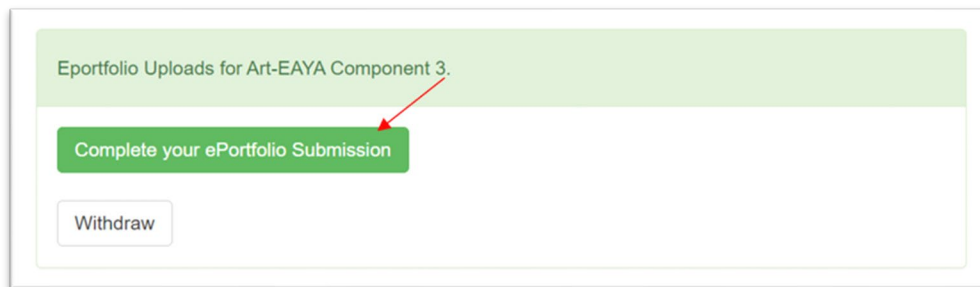 Eportfolio Uploads for Art-EAYA Component 3.
Complete your ePortfolio Submission
Withdraw